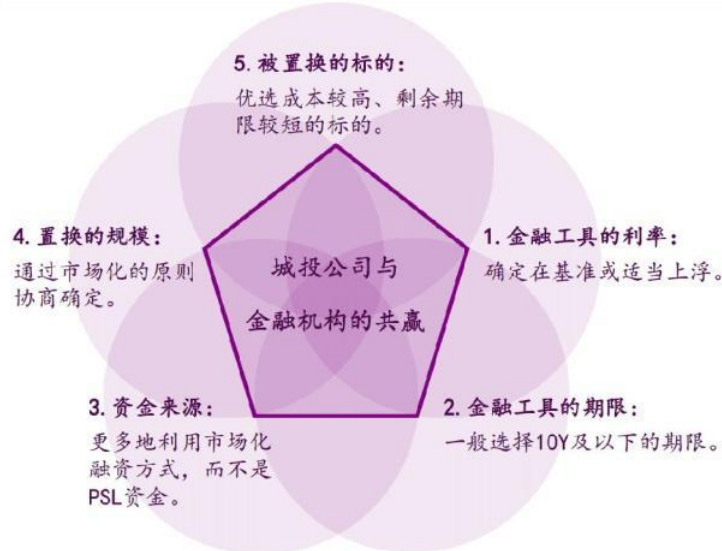 5.被置换的标的:
优选成本较高、剩余期
限较短的标的。
4.置换的规模:
通过市场化的原则
协商确定。
1.金融工具的利率:
确定在基准或适当上浮。
城投公司与
金融机构的共赢
3.资金来源:
更多地利用市场化
融资方式，而不是
PSL资金。
2.金融工具的期限:
一般选择10Y及以下的期限。